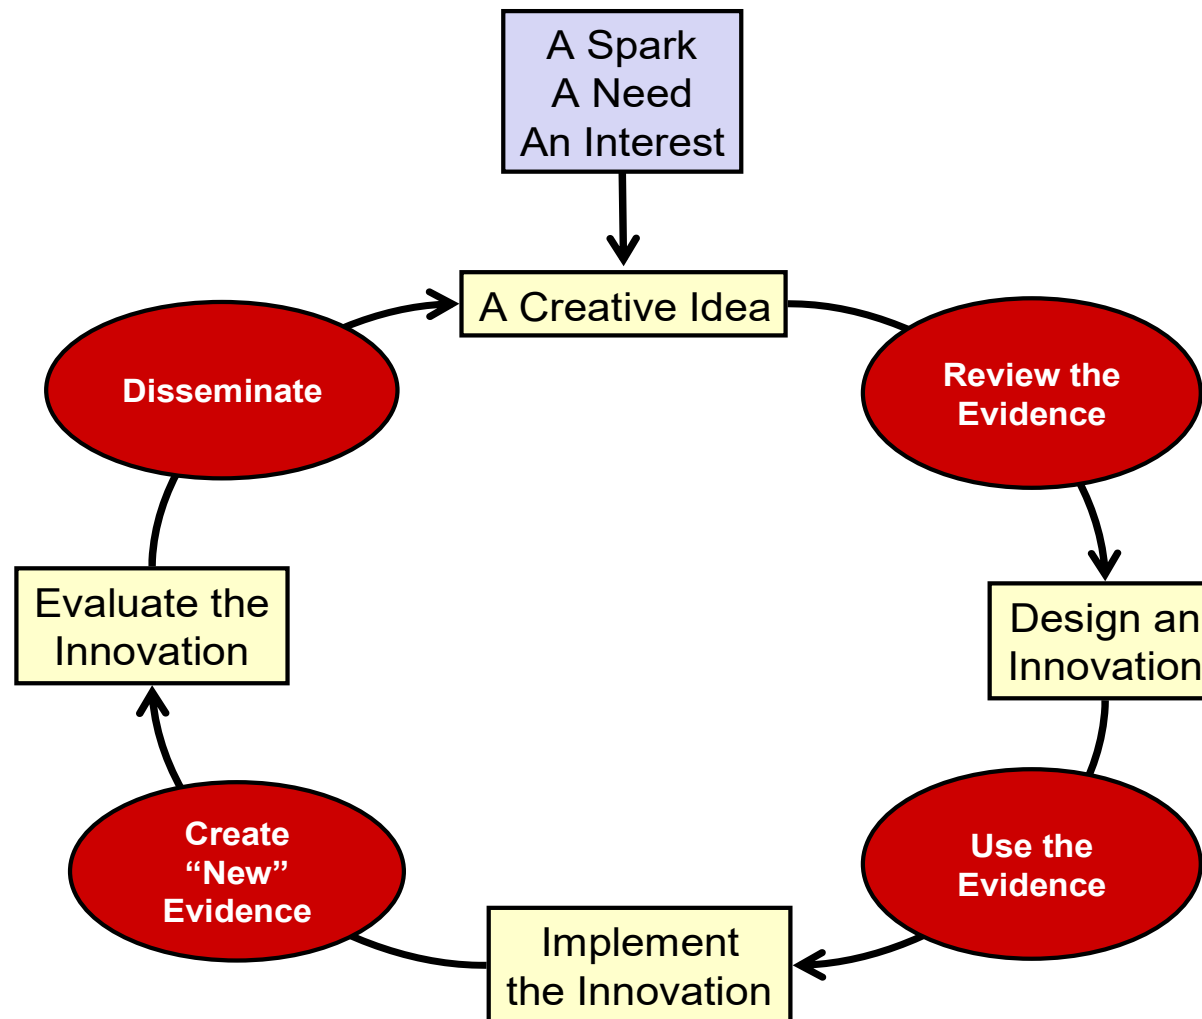 A Spark
A Need
An Interest
A Creative Idea
Review the
Evidence
Design an
Innovation
Use the
Evidence
Implement
the Innovation
Create
“New”
Evidence
Evaluate the
Innovation
Disseminate